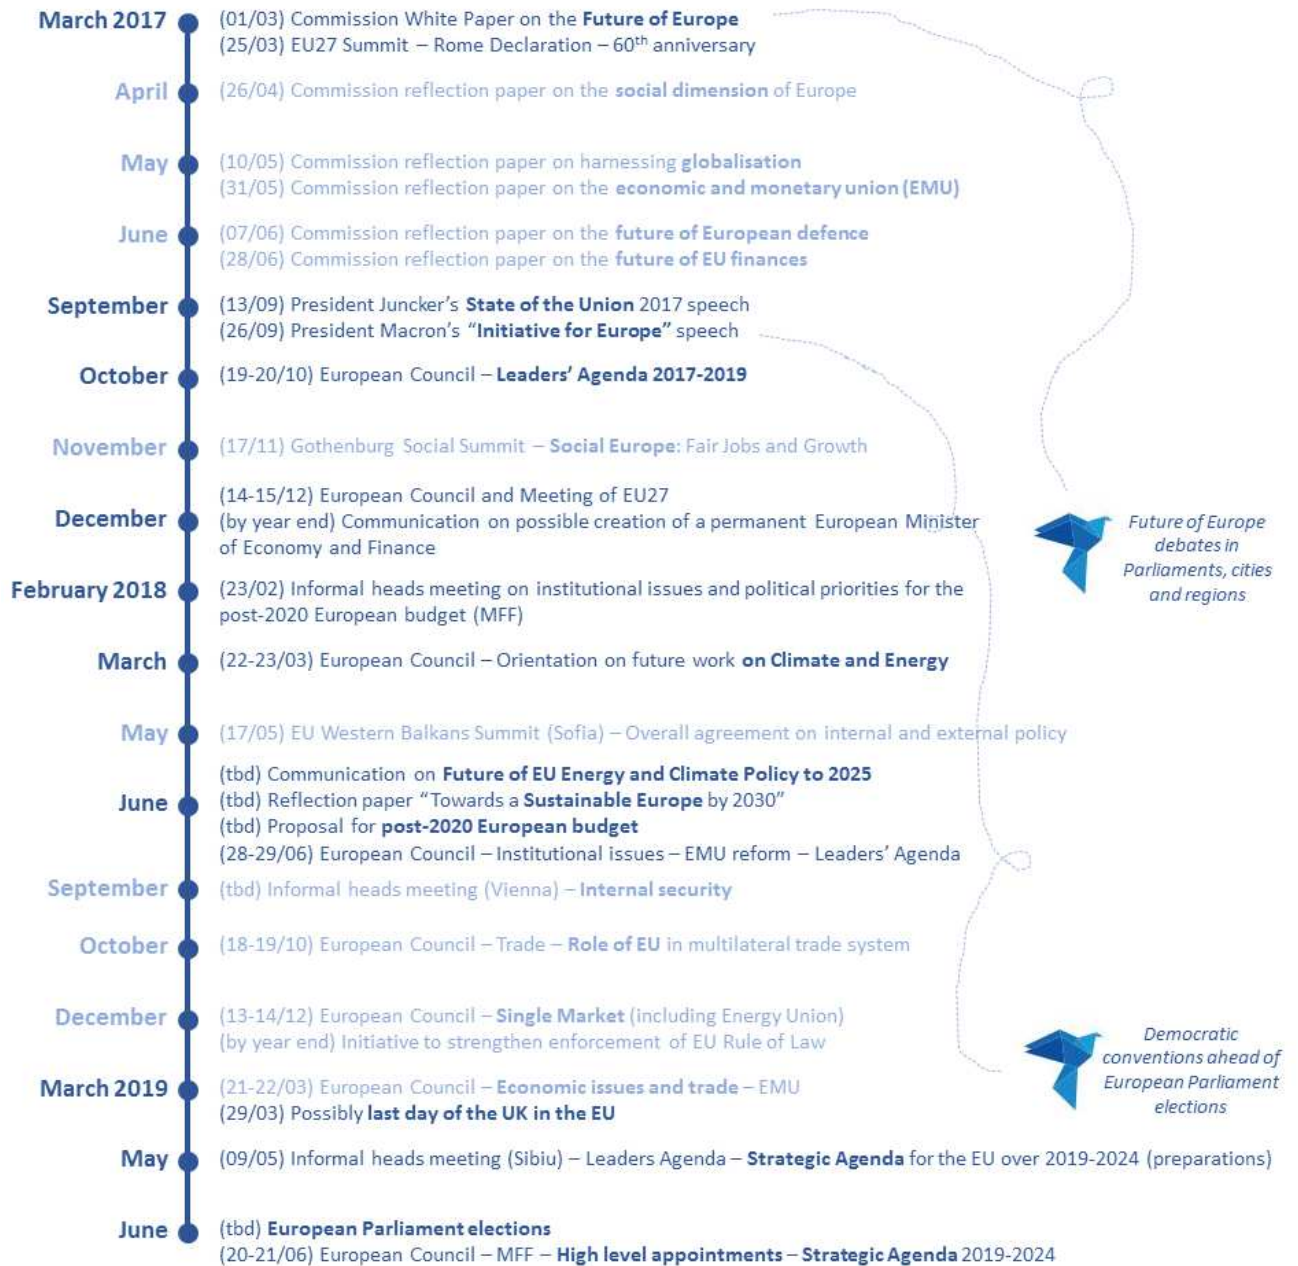 March 2017
(01/03) Commission White Paper on the Future of Europe
(25/03) EU27 Summit – Rome Declaration – 60th anniversary
April
(26/04) Commission reflection paper on the social dimension of Europe
May
(10/05) Commission reflection paper on harnessing globalisation
(31/05) Commission reflection paper on the economic and monetary union (EMU)
June
(07/06) Commission reflection paper on the future of European defence
(28/06) Commission reflection paper on the future of EU finances
September
(13/09) President Juncker's State of the Union 2017 speech
(26/09) President Macron's “Initiative for Europe” speech
October
(19-20/10) European Council – Leaders' Agenda 2017-2019
November
(17/11) Gothenburg Social Summit – Social Europe: Fair Jobs and Growth
December
(14-15/12) European Council and Meeting of EU27
(by year end) Communication on possible creation of a permanent European Minister
of Economy and Finance
Future of Europe
debates in
Parliaments, cities
and regions
February 2018
(23/02) Informal heads meeting on institutional issues and political priorities for the
post-2020 European budget (MFF)
March
(22-23/03) European Council – Orientation on future work on Climate and Energy
May
(17/05) EU Western Balkans Summit (Sofia) – Overall agreement on internal and external policy
June
(tbd) Communication on Future of EU Energy and Climate Policy to 2025
(tbd) Reflection paper “Towards a Sustainable Europe by 2030”
(tbd) Proposal for post-2020 European budget
(28-29/06) European Council – Institutional issues – EMU reform – Leaders' Agenda
September
(tbd) Informal heads meeting (Vienna) – Internal security
October
(18-19/10) European Council – Trade – Role of EU in multilateral trade system
December
(13-14/12) European Council – Single Market (including Energy Union)
(by year end) Initiative to strengthen enforcement of EU Rule of Law
Democratic
conventions ahead of
European Parliament
elections
March 2019
(21-22/03) European Council – Economic issues and trade – EMU
(29/03) Possibly last day of the UK in the EU
May
(09/05) Informal heads meeting (Sibiu) – Leaders Agenda – Strategic Agenda for the EU over 2019-2024 (preparations)
June
(tbd) European Parliament elections
(20-21/06) European Council – MFF – High level appointments – Strategic Agenda 2019-2024